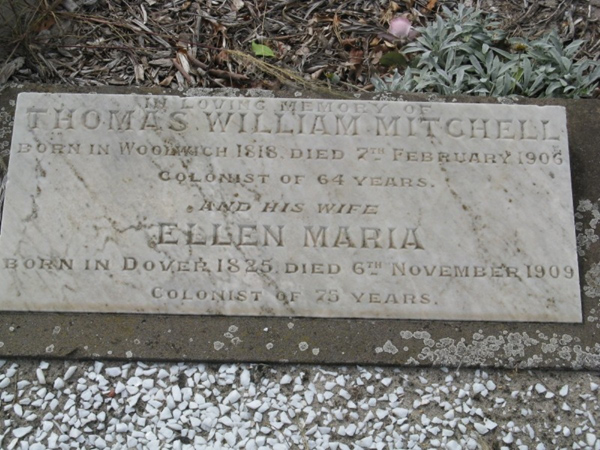 IN LOVING MEMORY OF
THOMAS WILLIAM MITCHELL
BORN IN WOOLWICH 1818. DIED 7TH FEBRUARY 1906
COLONIST OF 64 YEARS.
AND HIS WIFE
ELLEN MARIA
BORN IN DOVER 1825. DIED 6TH NOVEMBER 1909
COLONIST OF 75 YEARS.